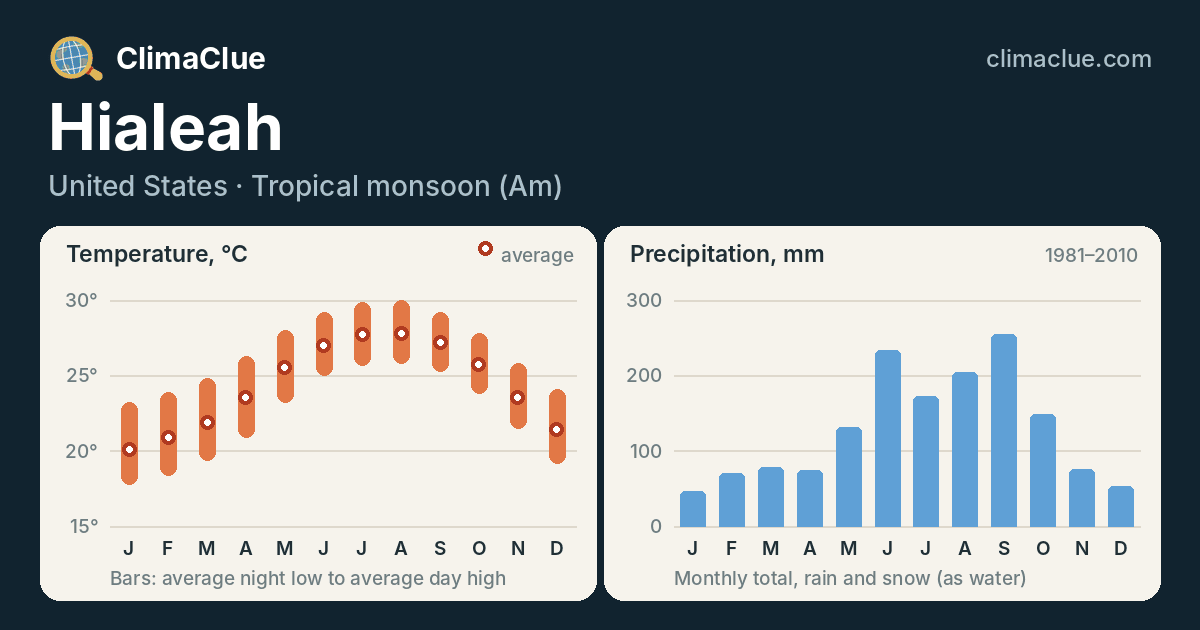 ClimaClue
climaclue.com
Hialeah
United States · Tropical monsoon (Am)
Temperature, °C
average
30°
25°
20°
15°
J F M A M J J A S O N D
Bars: average night low to average day high
Precipitation, mm
1981–2010
300
200
100
0
J F M A M J J A S O N D
Monthly total, rain and snow (as water)